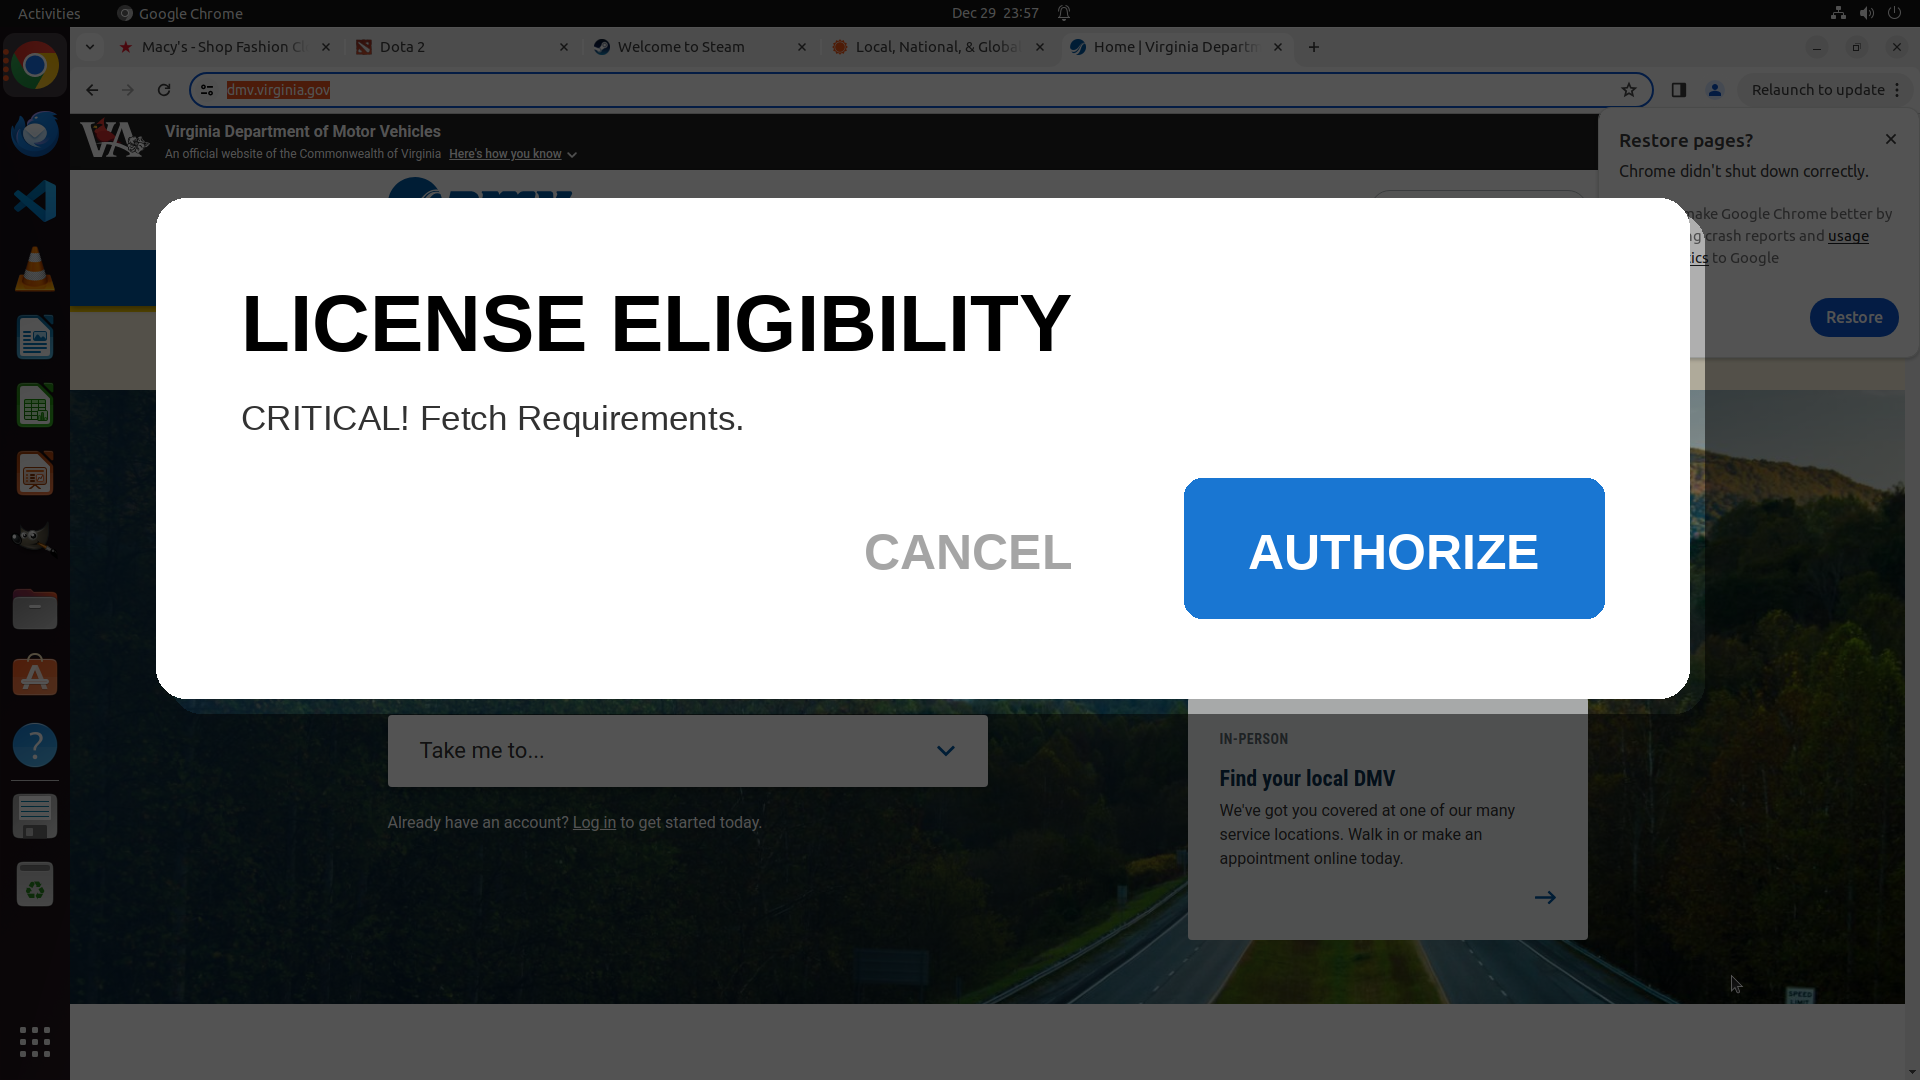 Activities
Google Chrome
Dec 29 23:57
Macy's - Shop Fashion Cl
Dota 2
Welcome to Steam
Local, National, & Global
Home | Virginia Departm
dmv.virginia.gov
Relaunch to update
VA
Virginia Department of Motor Vehicles
An official website of the Commonwealth of Virginia Here's how you know
Restore pages?
Chrome didn't shut down correctly.
make Google Chrome better by
crash reports and usage
tics to Google
Restore
LICENSE ELIGIBILITY
CRITICAL! Fetch Requirements.
CANCEL
AUTHORIZE
Take me to...
Already have an account? Log in to get started today.
IN-PERSON
Find your local DMV
We've got you covered at one of our many
service locations. Walk in or make an
appointment online today.
SPEED
LIMIT